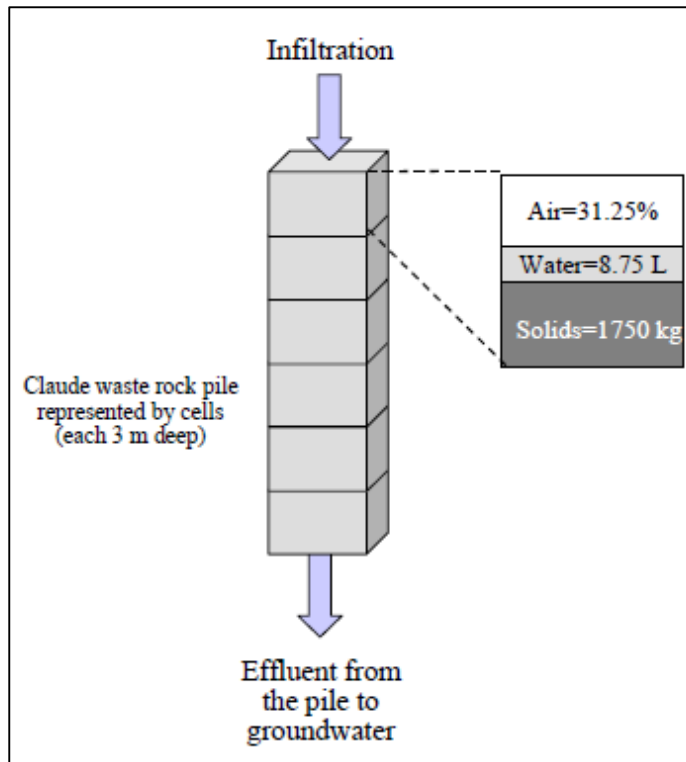 Infiltration
Air=31.25%
Water=8.75 L
Solids=1750 kg
Claude waste rock pile
represented by cells
(each 3 m deep)
Effluent from
the pile to
groundwater